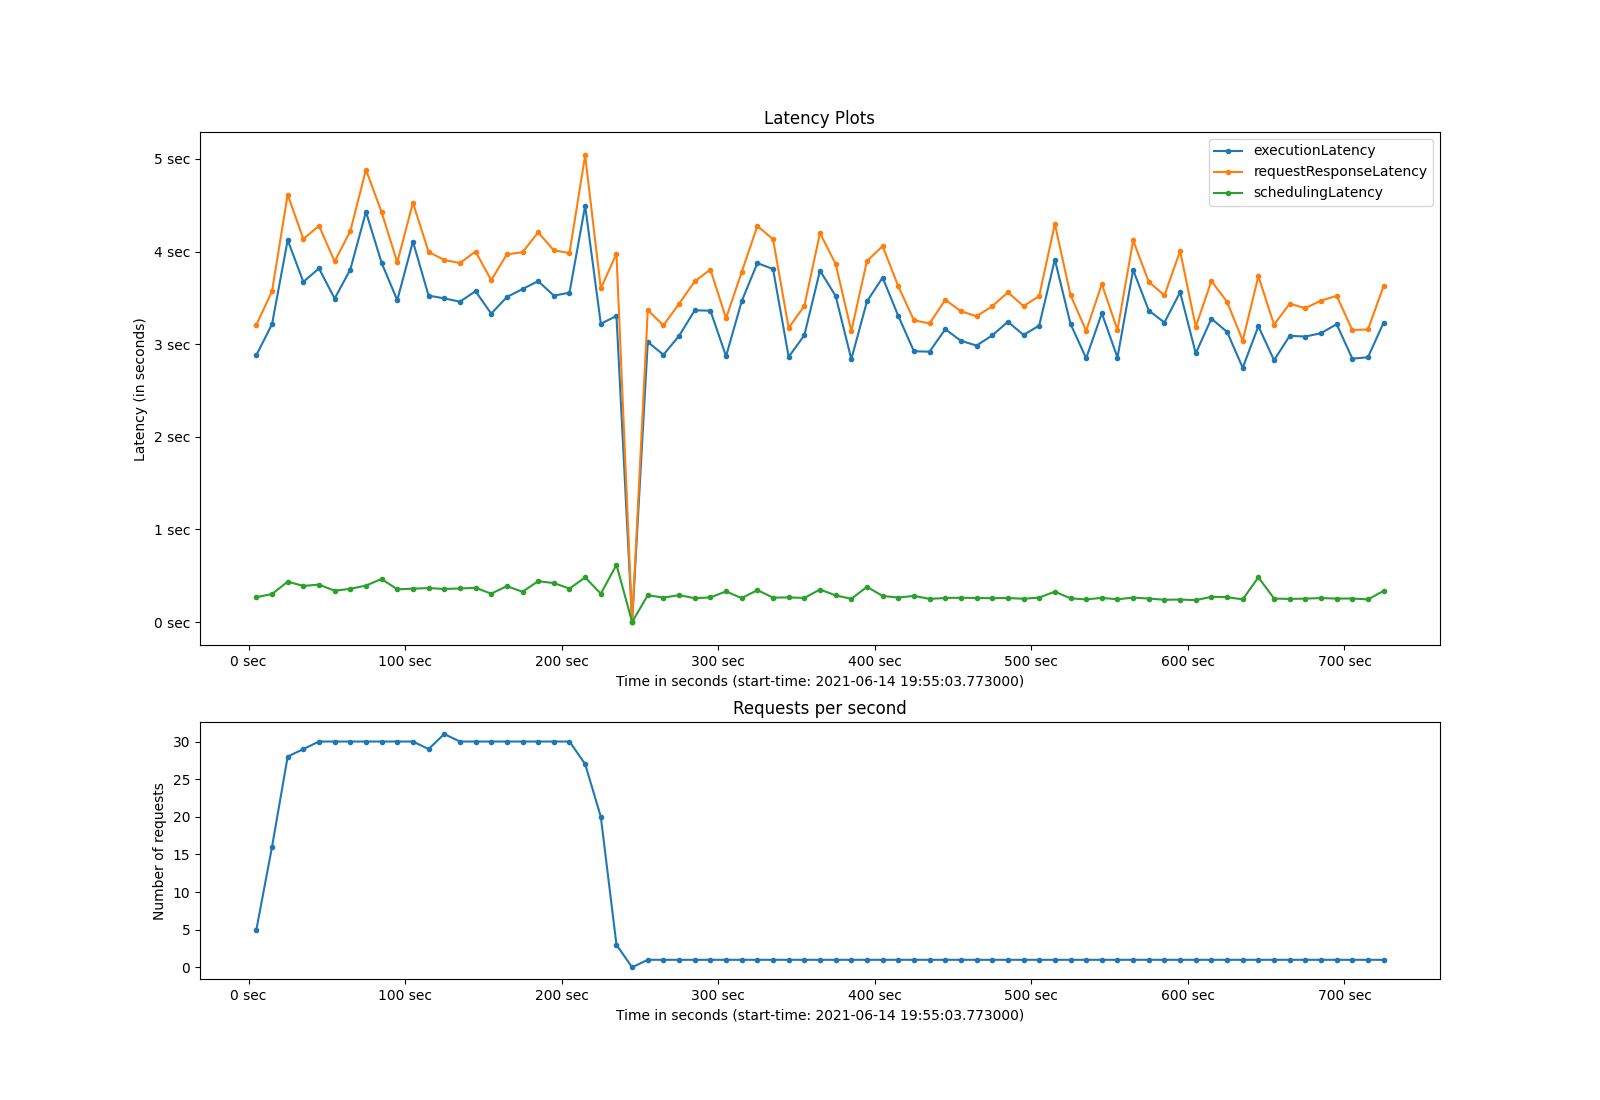 Latency Plots
executionLatency
requestResponseLatency
schedulingLatency
5 sec
4 sec
3 sec
2 sec
1 sec
0 sec
Latency (in seconds)
0 sec 100 sec 200 sec 300 sec 400 sec 500 sec 600 sec 700 sec
Time in seconds (start-time: 2021-06-14 19:55:03.773000)
Requests per second
30
25
20
15
10
5
0
Number of requests
0 sec 100 sec 200 sec 300 sec 400 sec 500 sec 600 sec 700 sec
Time in seconds (start-time: 2021-06-14 19:55:03.773000)